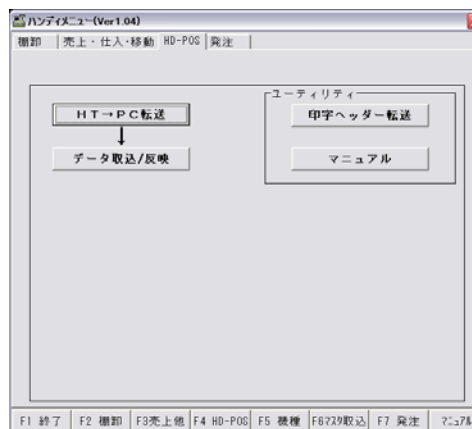 ハンディメニュー(Ver1.04)
棚卸 売上・仕入・移動 HD-POS 発注
ユーティリティ
HT→PC転送 印字ヘッダー転送
データ取込/反映 マニュアル
F1 終了 F2 棚卸 F3売上他 F4 HD-POS F5 機種 F6マスタ取込 F7 発注 マニュアル